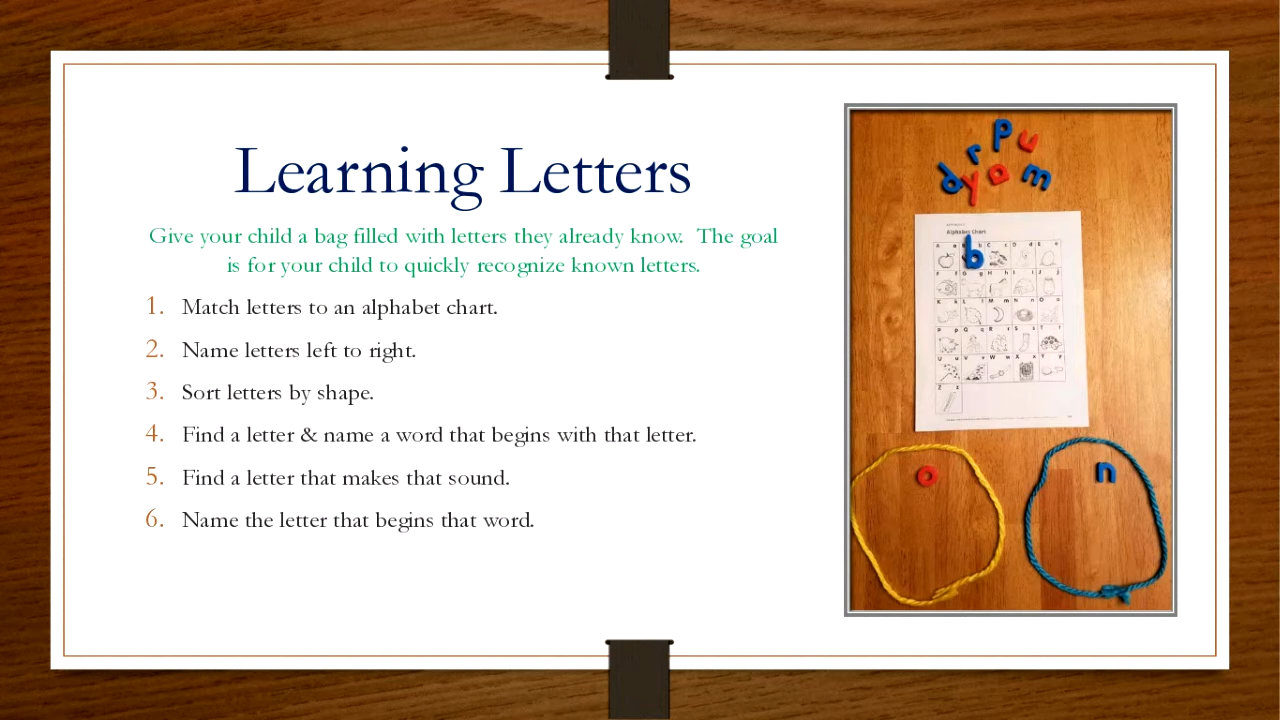 Learning Letters
Give your child a bag filled with letters they already know.  The goal
is for your child to quickly recognize known letters.
1. Match letters to an alphabet chart.
2. Name letters left to right.
3. Sort letters by shape.
4. Find a letter & name a word that begins with that letter.
5. Find a letter that makes that sound.
6. Name the letter that begins that word.
p u
r
d y a m
Alphabet Chart
b C c D d E e
F f G g H h I i J j
K k L l M m N n O o
P p Q q R r S s T t
U u V v W w X x Y y
Z z
o n